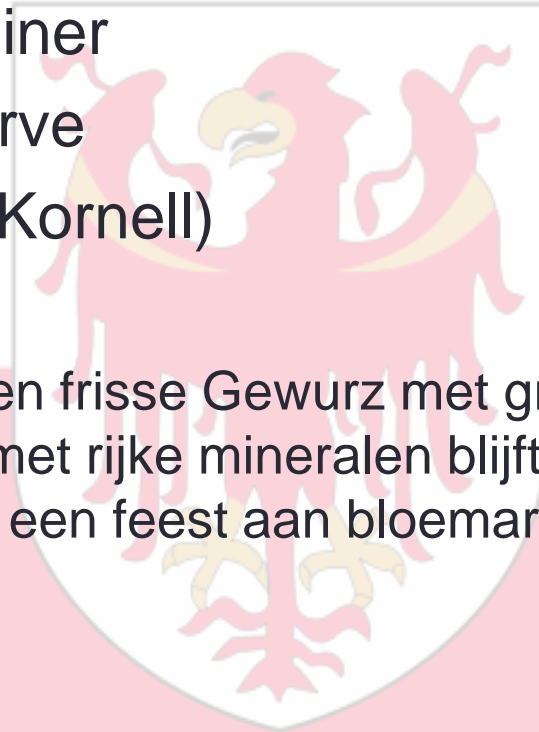 iner
rve
Kornell)
en frisse Gewurz met gr
met rijke mineralen blijft
een feest aan bloemar